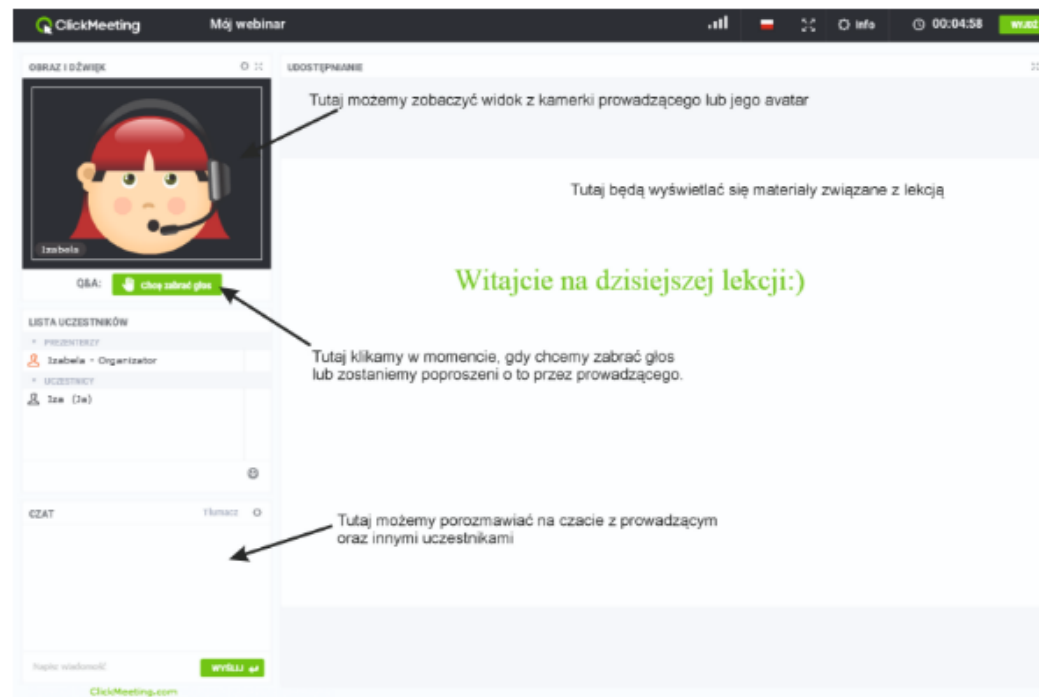 ClickMeeting
Mój webinar
Info
00:04:58
WYJDŹ
OBRAZ I DŹWIĘK
UDOSTĘPNIANIE
Tutaj możemy zobaczyć widok z kamerki prowadzącego lub jego avatar
Tutaj będą wyświetlać się materiały związane z lekcją
Izabela
Witajcie na dzisiejszej lekcji:)
Q&A:
Chcę zabrać głos
LISTA UCZESTNIKÓW
PREZENTERZY
Izabela - Organizator
Tutaj klikamy w momencie, gdy chcemy zabrać głos
lub zostaniemy poproszeni o to przez prowadzącego.
UCZESTNICY
Iza (Ja)
CZAT
Tłumacz
Tutaj możemy porozmawiać na czacie z prowadzącym
oraz innymi uczestnikami
Napisz wiadomość
WYŚLIJ
ClickMeeting.com